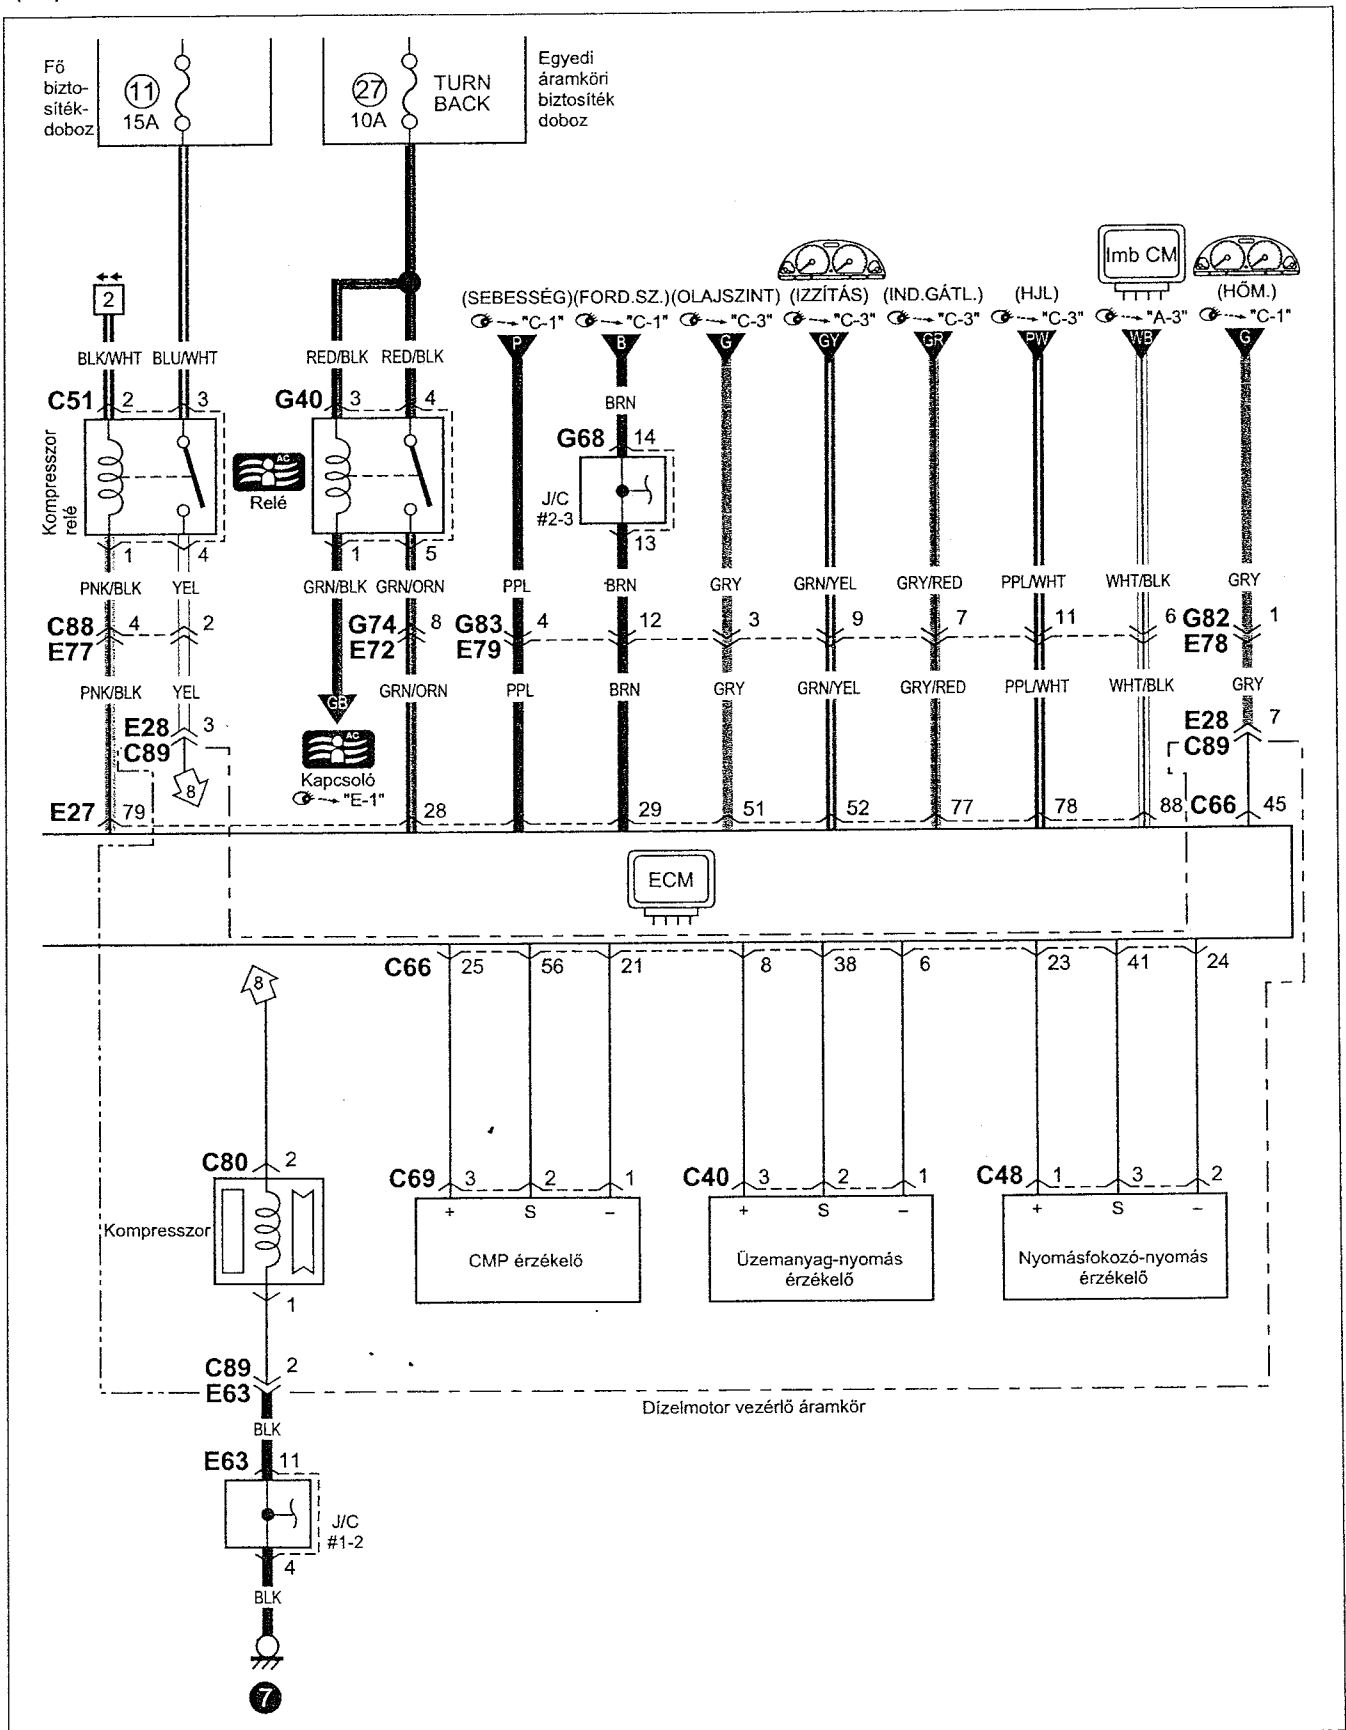 Fő
bizto-
síték-
doboz
11
15A
27
10A
TURN
BACK
Egyedi
áramköri
biztosíték
doboz
2
Imb CM
(SEBESSÉG) (FORD.SZ.) (OLAJSZINT) (IZZÍTÁS) (IND.GÁTL.) (HJL) (HŐM.)
"C-1" "C-1" "C-3" "C-3" "C-3" "C-3" "A-3" "C-1"
P B G GY GR PW WB G
BLK/WHT BLU/WHT RED/BLK RED/BLK
BRN
C51 2 3 G40 3 4
G68 14
Kompresszor
relé
AC
Relé
J/C
#2-3
13
1 4 1 5
PNK/BLK YEL GRN/BLK GRN/ORN PPL BRN GRY GRN/YEL GRY/RED PPL/WHT WHT/BLK GRY
C88 4 2 G74 8 G83 4 12 3 9 7 11 6 G82 1
E77 E72 E79 E78
PNK/BLK YEL GRN/ORN PPL BRN GRY GRN/YEL GRY/RED PPL/WHT WHT/BLK GRY
GB
E28 3 E28 7
C89 C89
AC
Kapcsoló
"E-1"
8
E27 79 28 29 51 52 77 78 88 C66 45
ECM
C66 25 56 21 8 38 6 23 41 24
8
C80 2
C69 3 2 1 C40 3 2 1 C48 1 3 2
+ S – + S – + S –
Kompresszor
CMP érzékelő
Üzemanyag-nyomás
érzékelő
Nyomásfokozó-nyomás
érzékelő
1
C89 2
E63
Dízelmotor vezérlő áramkör
BLK
E63 11
J/C
#1-2
4
BLK
7